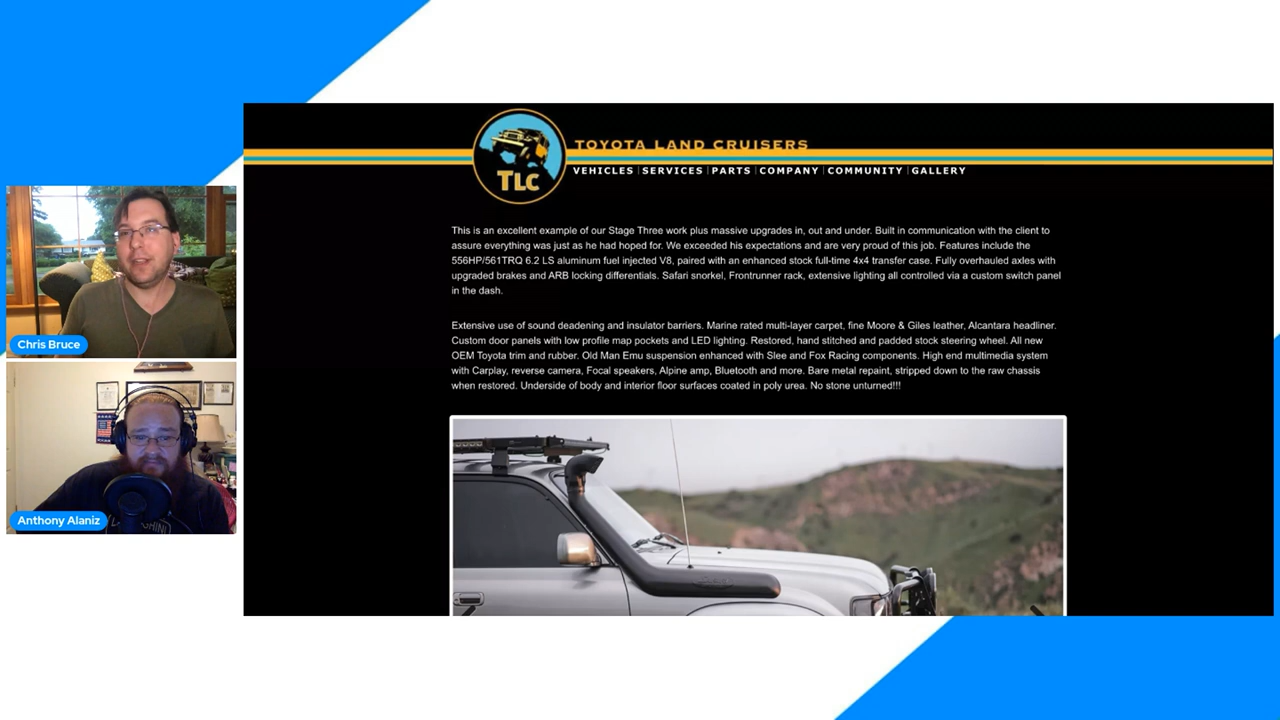 TOYOTA LAND CRUISERS
TLC
VEHICLES | SERVICES | PARTS | COMPANY | COMMUNITY | GALLERY
This is an excellent example of our Stage Three work plus massive upgrades in, out and under. Built in communication with the client to
assure everything was just as he had hoped for. We exceeded his expectations and are very proud of this job. Features include the
556HP/561TRQ 6.2 LS aluminum fuel injected V8, paired with an enhanced stock full-time 4x4 transfer case. Fully overhauled axles with
upgraded brakes and ARB locking differentials. Safari snorkel, Frontrunner rack, extensive lighting all controlled via a custom switch panel
in the dash.
Extensive use of sound deadening and insulator barriers. Marine rated multi-layer carpet, fine Moore & Giles leather, Alcantara headliner.
Custom door panels with low profile map pockets and LED lighting. Restored, hand stitched and padded stock steering wheel. All new
OEM Toyota trim and rubber. Old Man Emu suspension enhanced with Slee and Fox Racing components. High end multimedia system
with Carplay, reverse camera, Focal speakers, Alpine amp, Bluetooth and more. Bare metal repaint, stripped down to the raw chassis
when restored. Underside of body and interior floor surfaces coated in poly urea. No stone unturned!!!
Chris Bruce
Anthony Alaniz